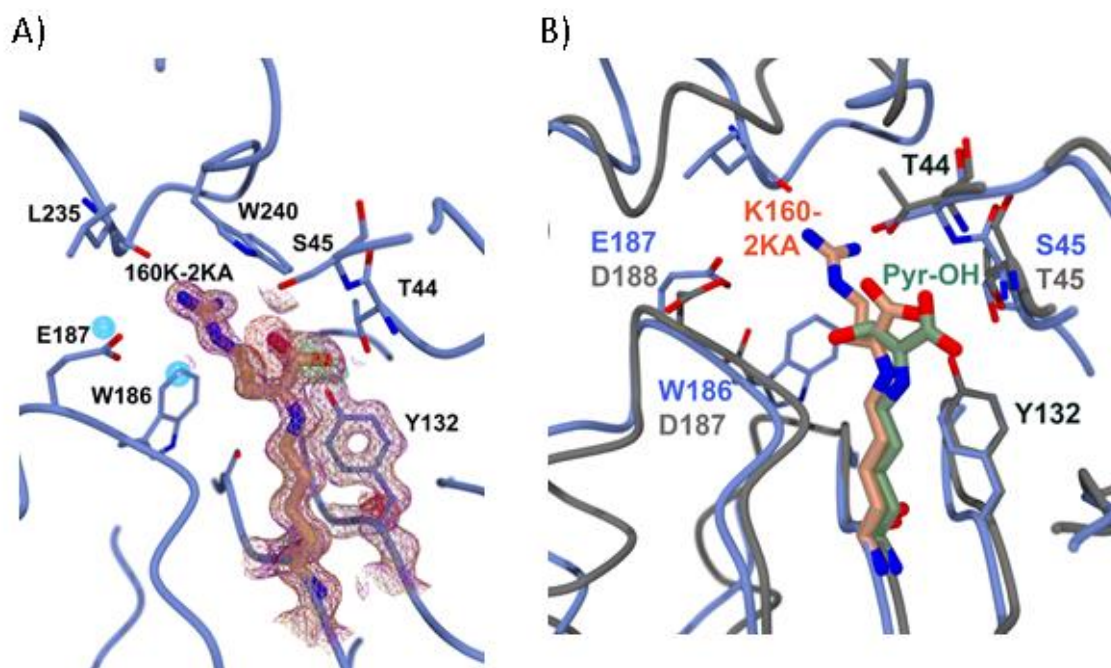 A)
L235
W240
S45
160K-2KA
T44
E187
W186
Y132
B)
T44
K160-
2KA
E187
D188
S45
T45
Pyr-OH
W186
D187
Y132